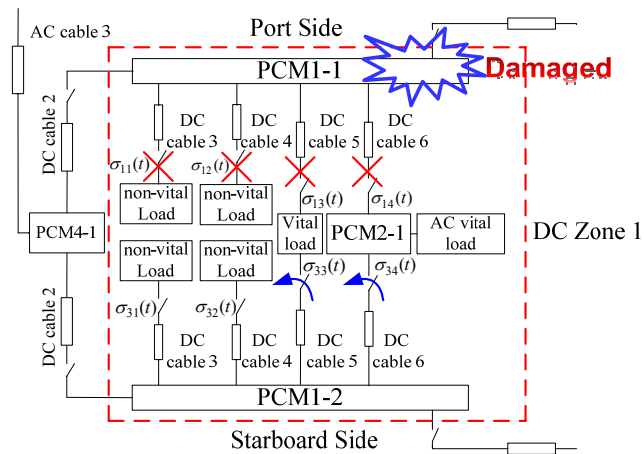 AC cable 3
Port Side
PCM1-1
Damaged
DC cable 2
DC cable 3
DC cable 4
DC cable 5
DC cable 6
σ11(t)
σ12(t)
σ13(t)
σ14(t)
non-vital Load
non-vital Load
Vital load
PCM2-1
AC vital load
DC Zone 1
PCM4-1
non-vital Load
non-vital Load
σ33(t)
σ34(t)
σ31(t)
σ32(t)
DC cable 2
DC cable 3
DC cable 4
DC cable 5
DC cable 6
PCM1-2
Starboard Side